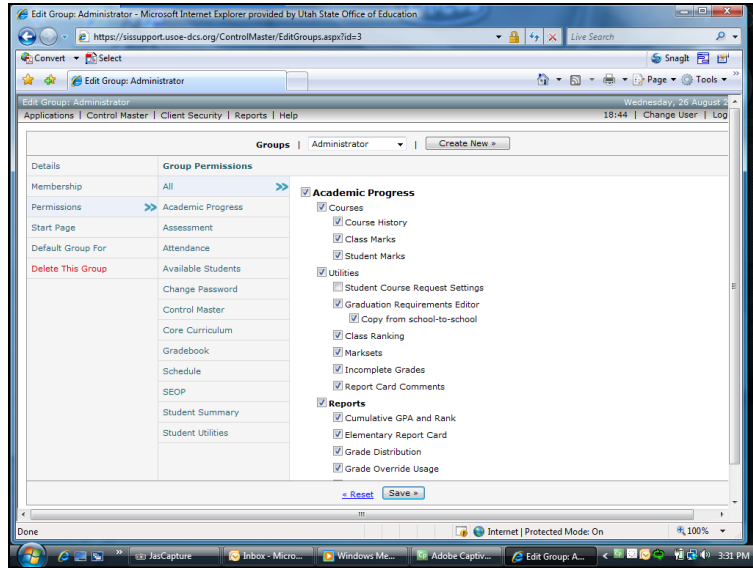 Edit Group: Administrator - Microsoft Internet Explorer provided by Utah State Office of Education
https://sissupport.usoe-dcs.org/ControlMaster/EditGroups.aspx?id=3
Live Search
Convert Select
SnagIt
Edit Group: Administrator
Page Tools
Edit Group: Administrator Wednesday, 26 August 2
Applications | Control Master | Client Security | Reports | Help 18:44 | Change User | Log
Groups | Administrator | Create New »
Details Group Permissions
Membership All
Permissions Academic Progress
Start Page Assessment
Default Group For Attendance
Delete This Group Available Students
Change Password
Control Master
Core Curriculum
Gradebook
Schedule
SEOP
Student Summary
Student Utilities
Academic Progress
Courses
Course History
Class Marks
Student Marks
Utilities
Student Course Request Settings
Graduation Requirements Editor
Copy from school-to-school
Class Ranking
Marksets
Incomplete Grades
Report Card Comments
Reports
Cumulative GPA and Rank
Elementary Report Card
Grade Distribution
Grade Override Usage
« Reset Save »
Done Internet | Protected Mode: On 100%
JasCapture Inbox - Micro... Windows Me... Adobe Captiv... Edit Group: A... 3:31 PM